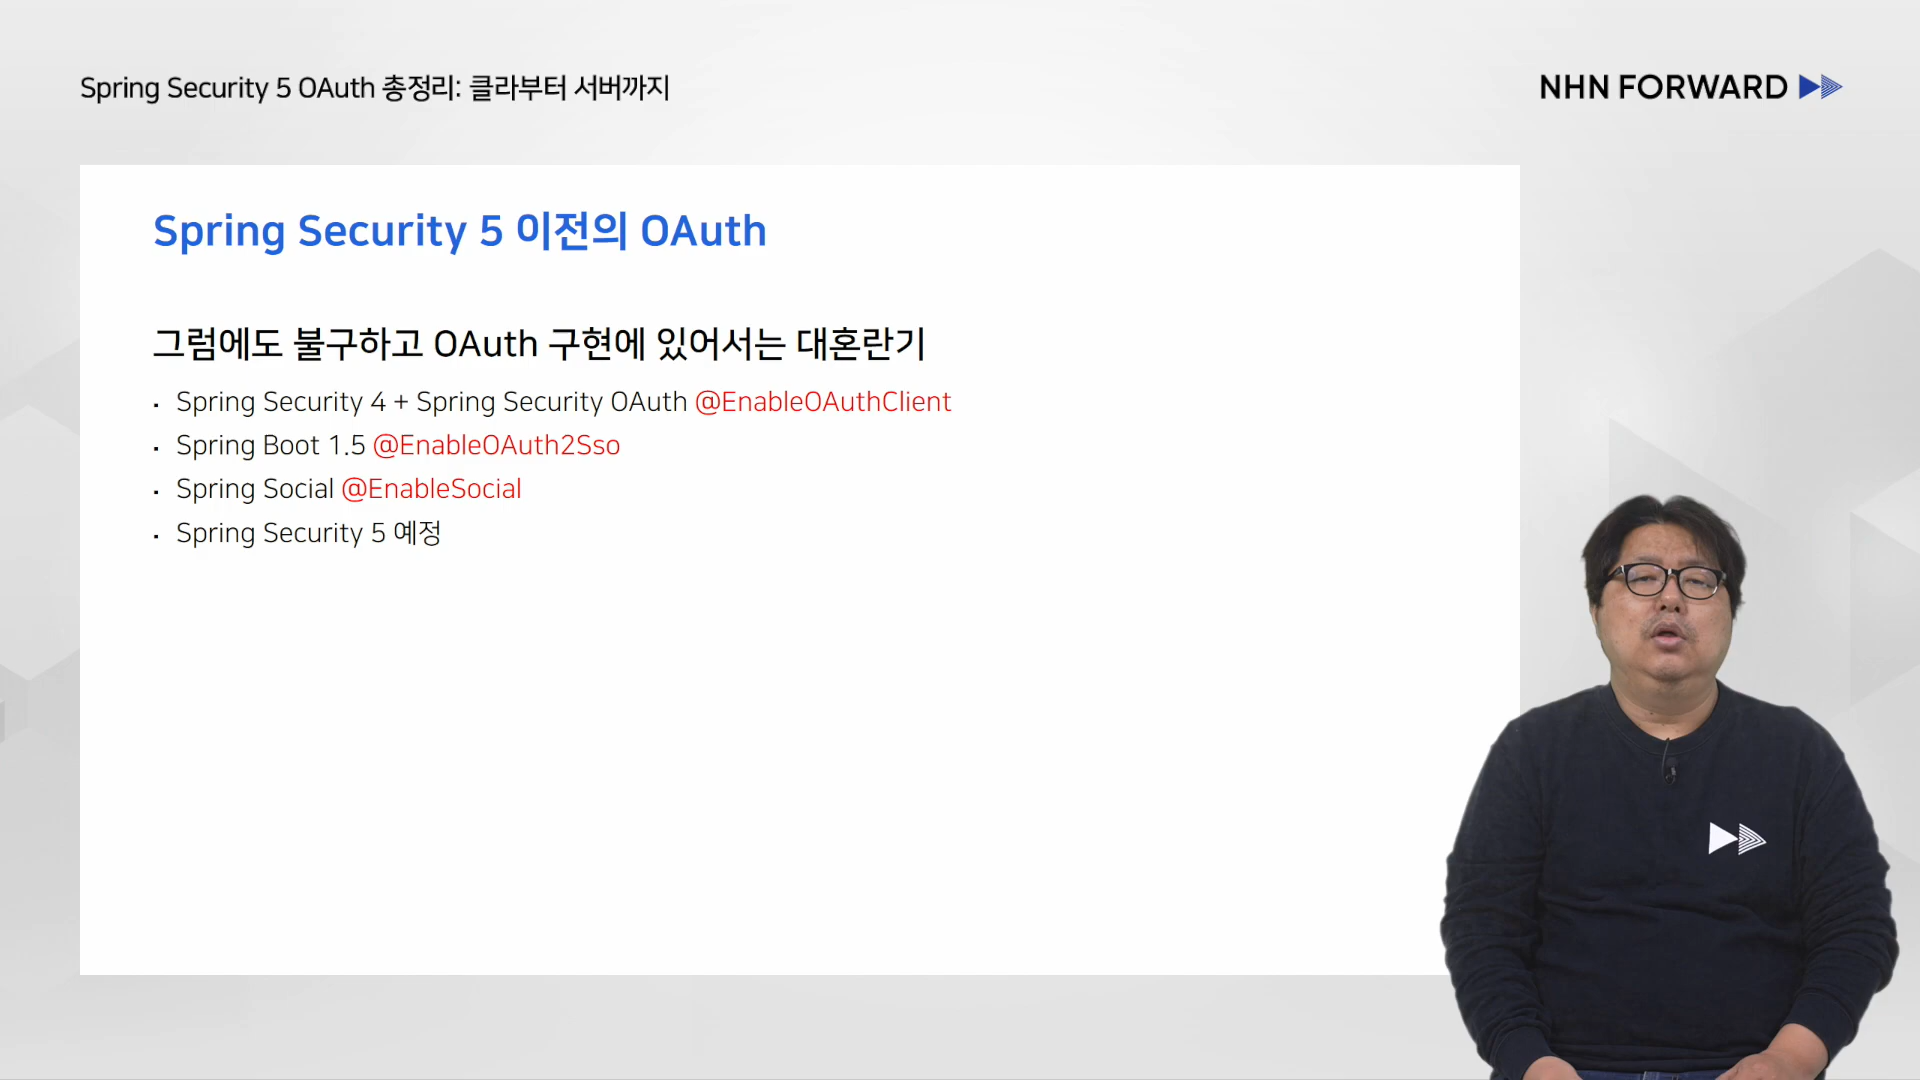 Spring Security 5 OAuth 총정리: 클라부터 서버까지
NHN FORWARD
Spring Security 5 이전의 OAuth
그럼에도 불구하고 OAuth 구현에 있어서는 대혼란기
· Spring Security 4 + Spring Security OAuth @EnableOAuthClient
· Spring Boot 1.5 @EnableOAuth2Sso
· Spring Social @EnableSocial
· Spring Security 5 예정